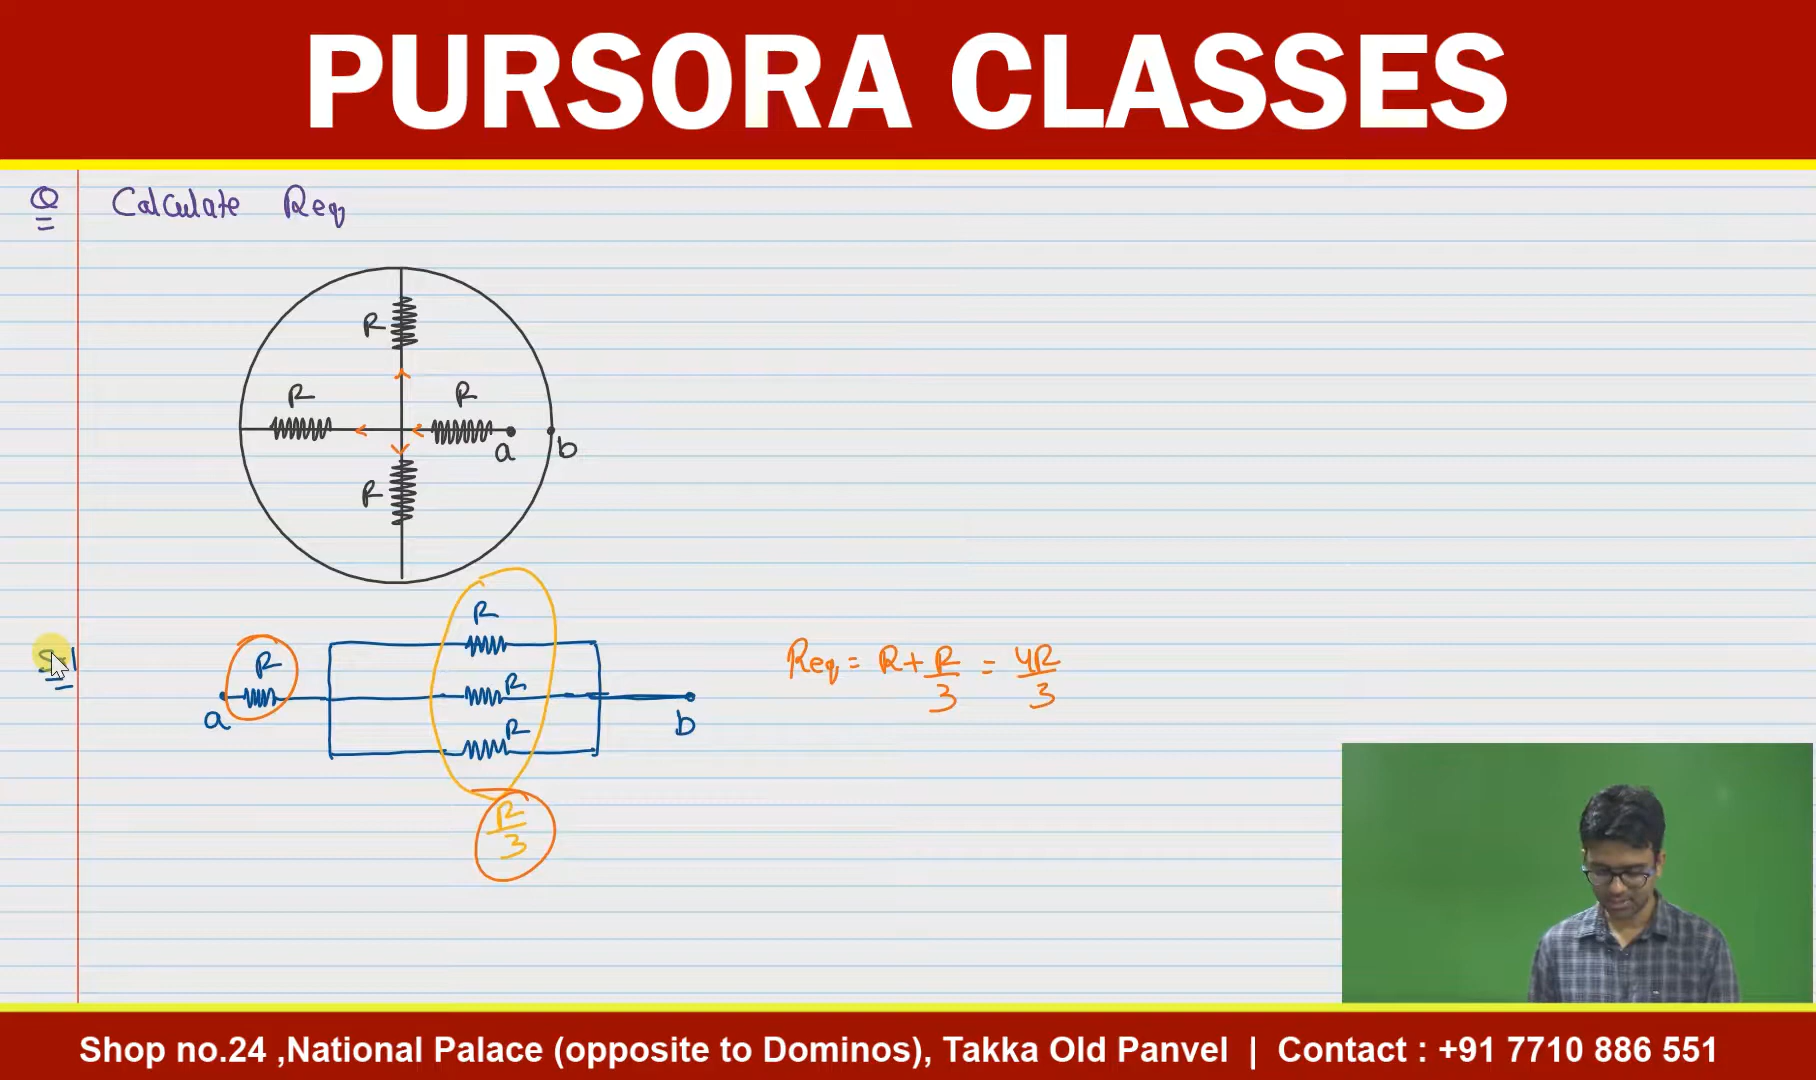 PURSORA CLASSES
Q Calculate Req
R
R R
a b
R
R
R
R
R
a b
R/3
Req = R + R/3 = 4R/3
Shop no.24 ,National Palace (opposite to Dominos), Takka Old Panvel | Contact : +91 7710 886 551